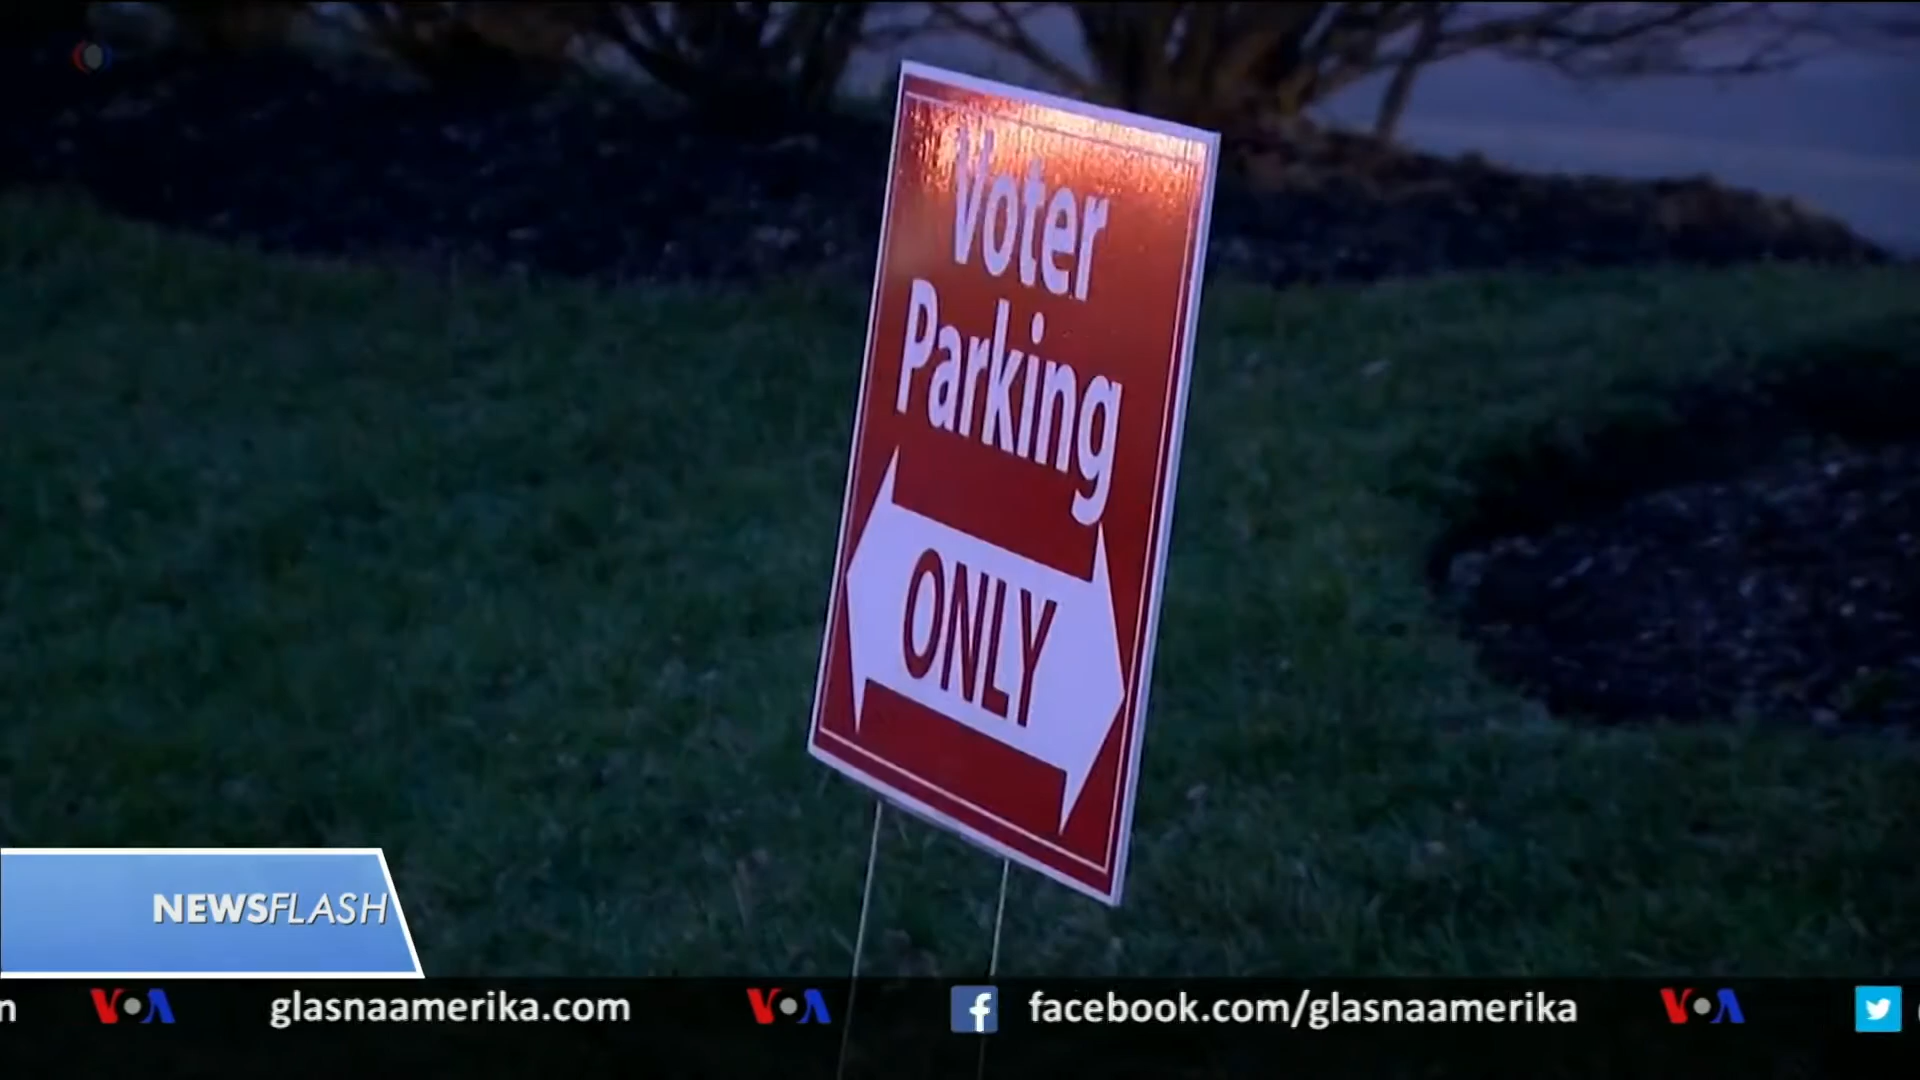 Voter
Parking
ONLY
NEWSFLASH
VOA glasnaamerika.com VOA facebook.com/glasnaamerika VOA